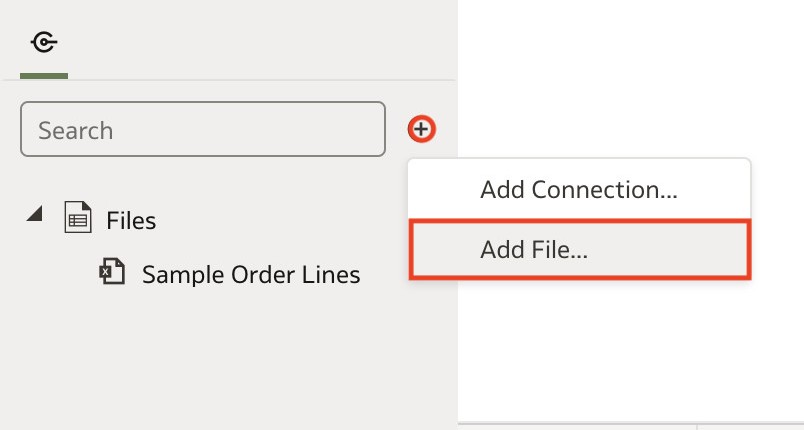 Search
Add Connection...
Files
Add File...
Sample Order Lines